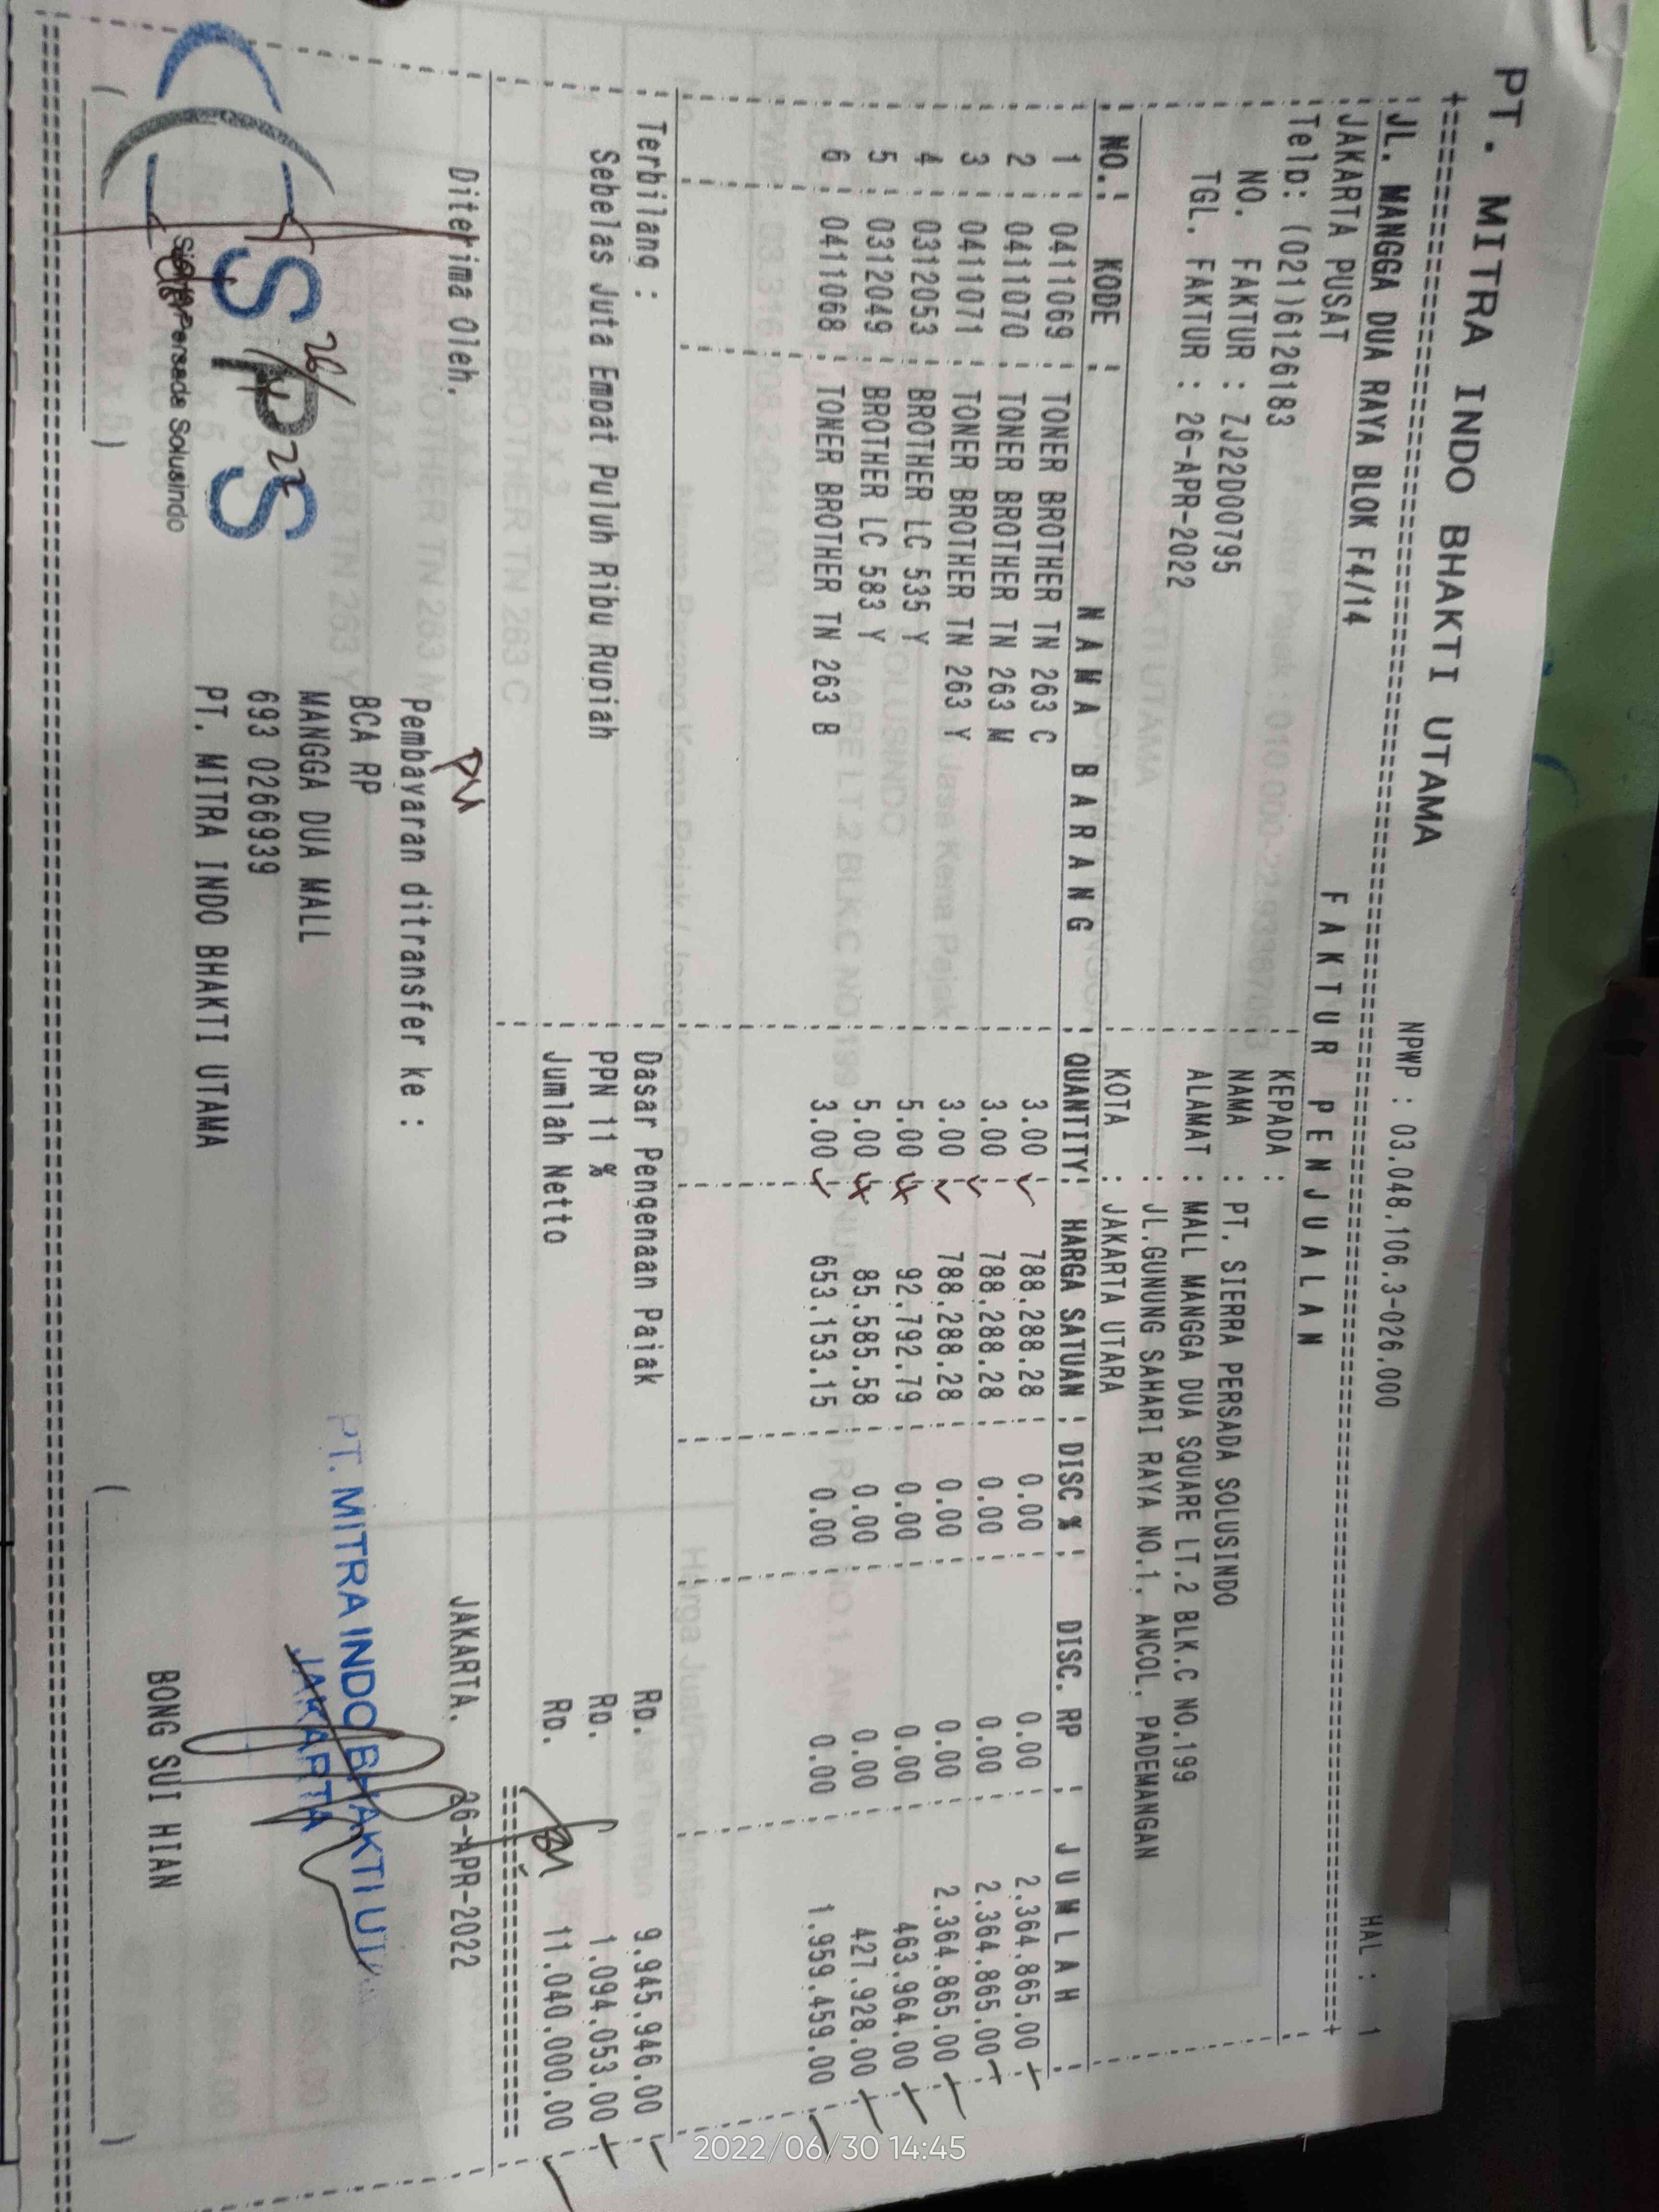 PT. MITRA INDO BHAKTI UTAMA
NPWP : 03.048.106.3-026.000
HAL : 1
JL. MANGGA DUA RAYA BLOK F4/14
JAKARTA PUSAT
F A K T U R P E N J U A L A N
Telp: (021)6126183
KEPADA :
NO. FAKTUR : ZJ22D00795
NAMA : PT. SIERRA PERSADA SOLUSINDO
TGL. FAKTUR : 26-APR-2022
ALAMAT : MALL MANGGA DUA SQUARE LT.2 BLK.C NO.199
: JL.GUNUNG SAHARI RAYA NO.1, ANCOL, PADEMANGAN
KOTA : JAKARTA UTARA
NO. KODE N A M A B A R A N G QUANTITY HARGA SATUAN DISC % DISC. RP J U M L A H
1 0411069 TONER BROTHER TN 263 C 3.00 788.288.28 0.00 0.00 2.364.865.00
2 0411070 TONER BROTHER TN 263 M 3.00 788.288.28 0.00 0.00 2.364.865.00
3 0411071 TONER BROTHER TN 263 Y 3.00 788.288.28 0.00 0.00 2.364.865.00
4 0312053 BROTHER LC 535 Y 5.00 92.792.79 0.00 0.00 463.964.00
5 0312049 BROTHER LC 583 Y 5.00 85.585.58 0.00 0.00 427.928.00
6 0411068 TONER BROTHER TN 263 B 3.00 653.153.15 0.00 0.00 1.959.459.00
Terbilang :
Dasar Pengenaan Pajak Rp. 9.945.946.00
Sebelas Juta Empat Puluh Ribu Rupiah
PPN 11 % Rp. 1.094.053.00
Jumlah Netto Rp. 11.040.000.00
Diterima Oleh,
JAKARTA, 26-APR-2022
Pembayaran ditransfer ke :
BCA RP
MANGGA DUA MALL
693 0266939
PT. MITRA INDO BHAKTI UTAMA
PT. MITRA INDO BHAKTI UTAMA
JAKARTA
BONG SUI HIAN
SPS
Sierra Persada Solusindo
2022/06/30 14:45